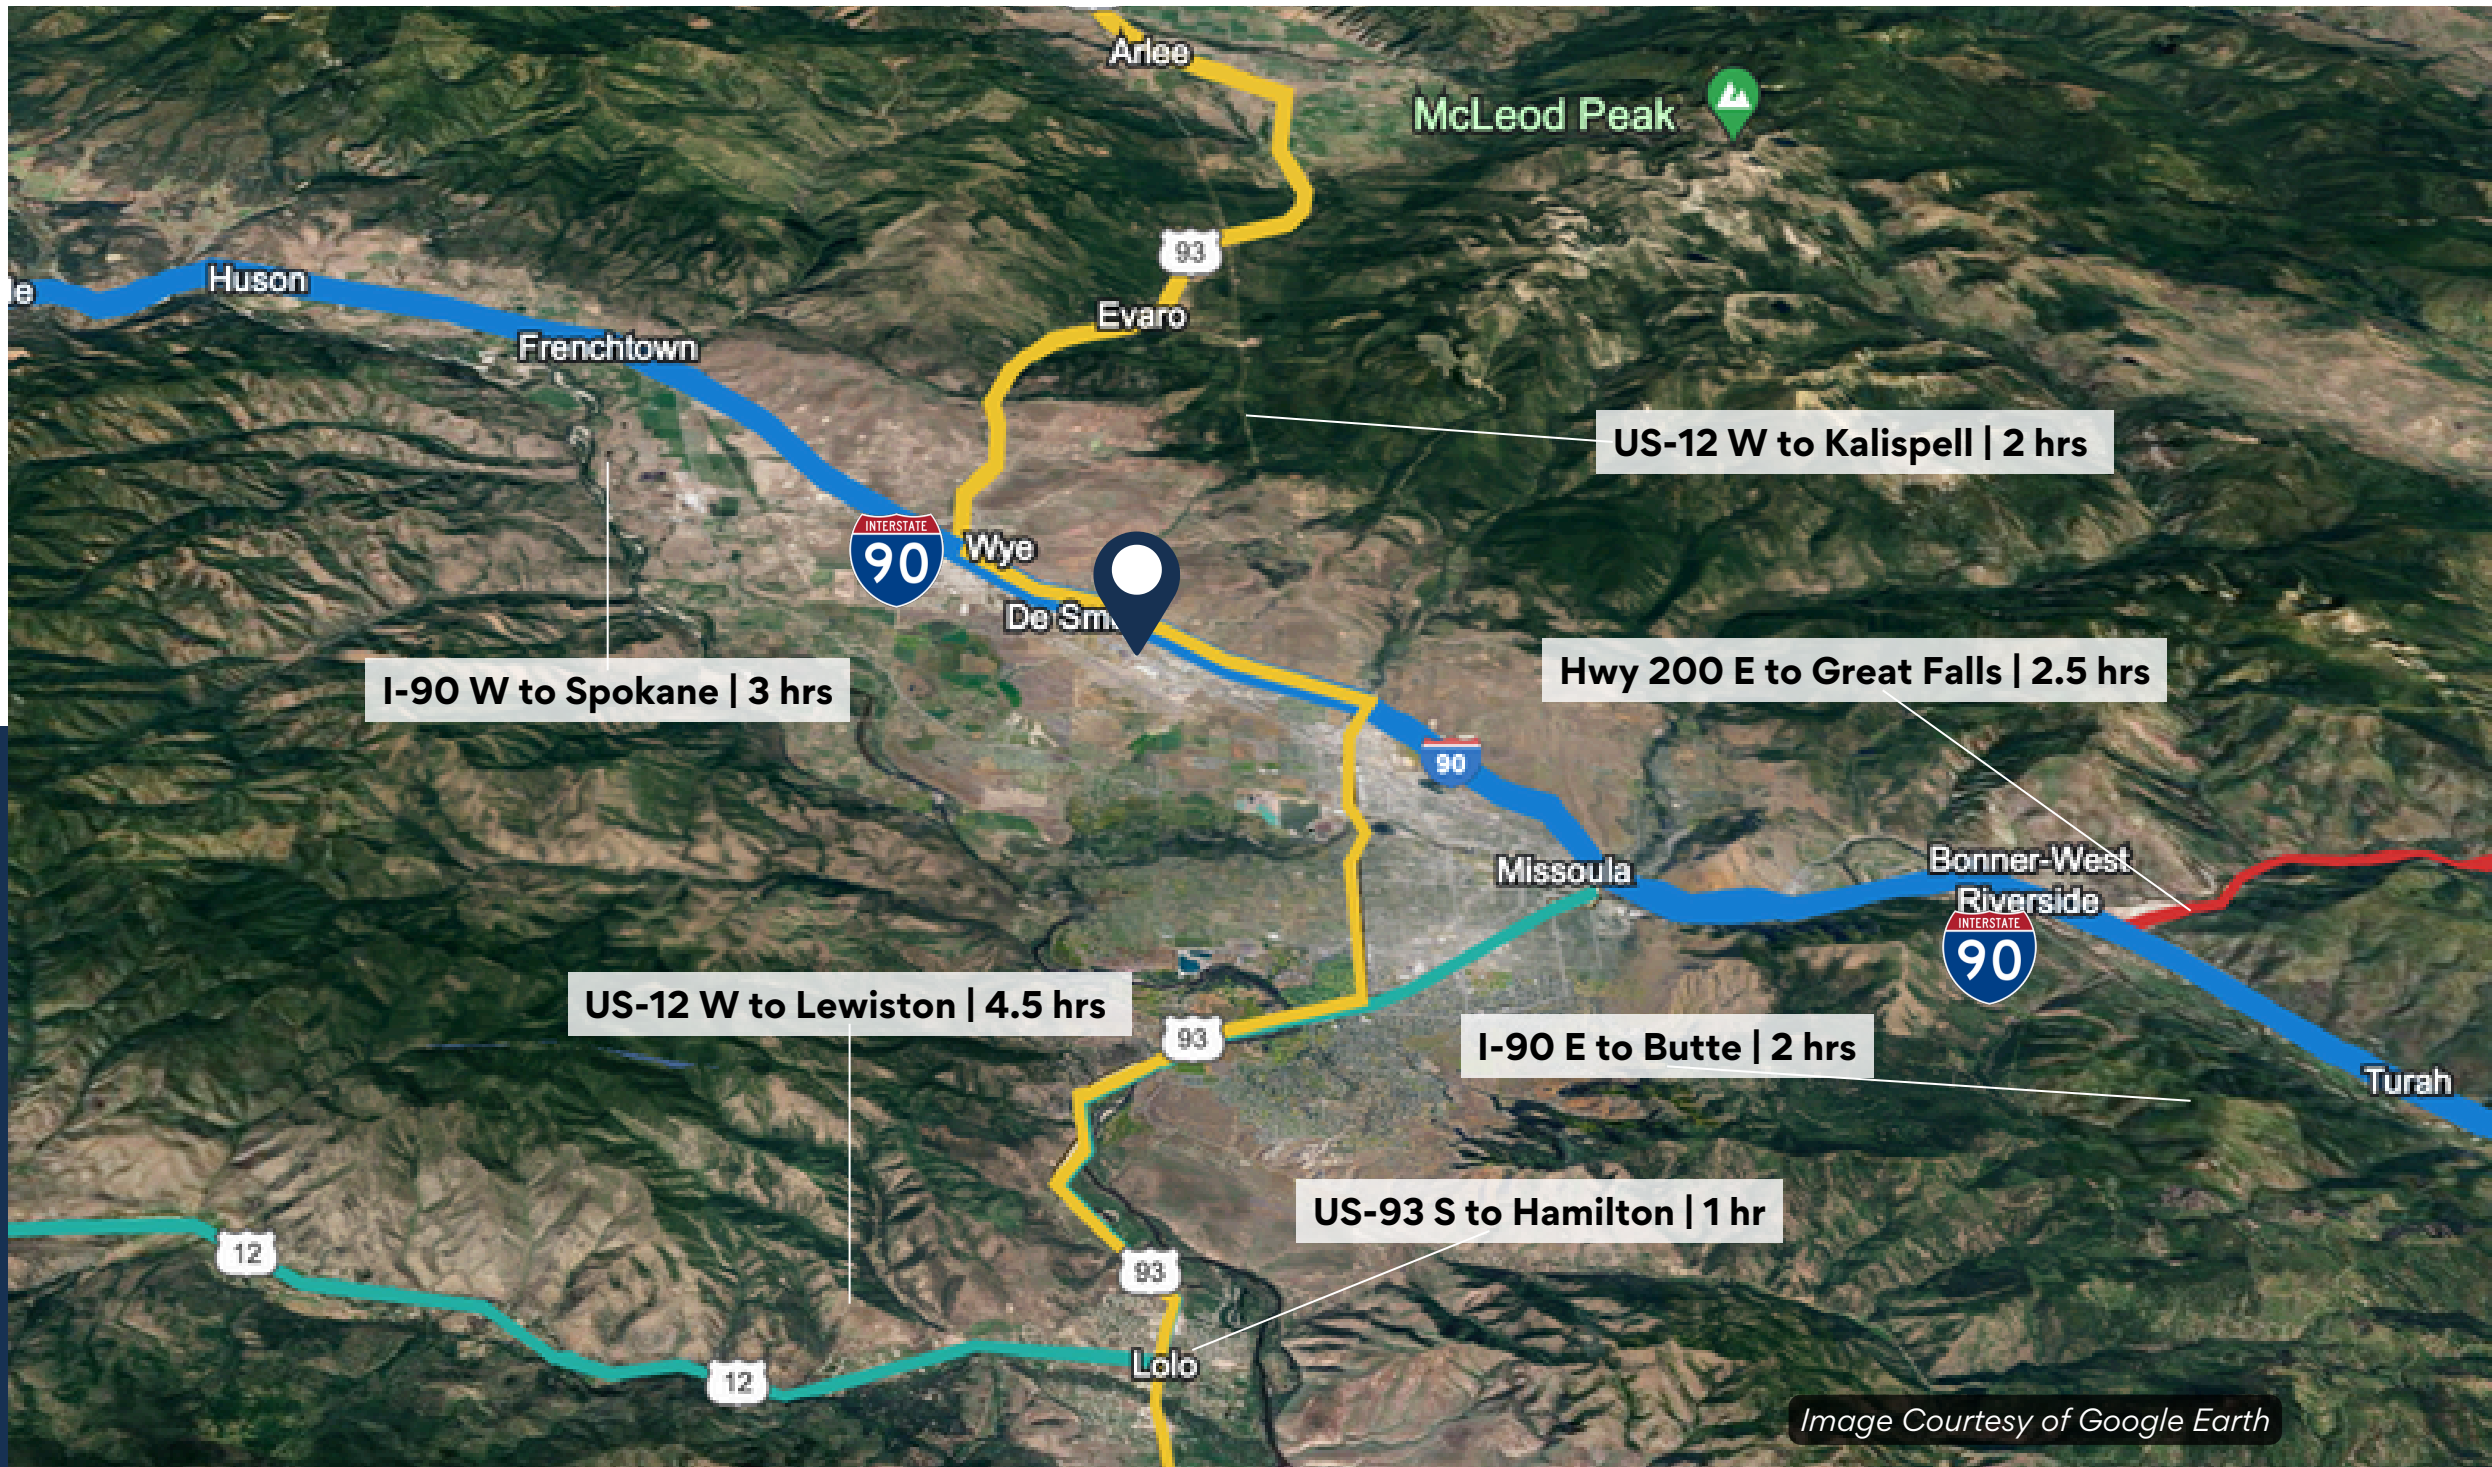 Arlee
McLeod Peak
93
Evaro
le
Huson
Frenchtown
US-12 W to Kalispell | 2 hrs
INTERSTATE
90
Wye
De Sm
I-90 W to Spokane | 3 hrs
Hwy 200 E to Great Falls | 2.5 hrs
90
Missoula
Bonner-West
Riverside
INTERSTATE
90
US-12 W to Lewiston | 4.5 hrs
93
I-90 E to Butte | 2 hrs
Turah
US-93 S to Hamilton | 1 hr
12
93
Lolo
12
Image Courtesy of Google Earth